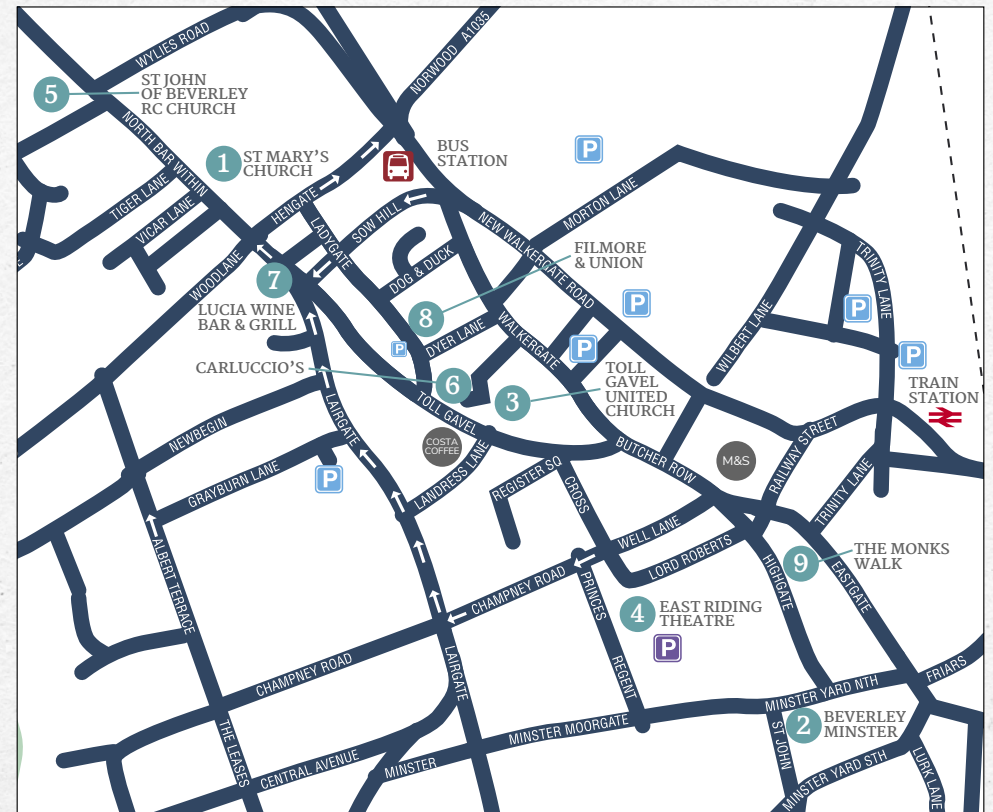 WYLIES ROAD
NORWOOD A1035
5
ST JOHN
OF BEVERLEY
RC CHURCH
NORTH BAR WITHIN
1
ST MARY'S
CHURCH
BUS
STATION
P
TIGER LANE
VICAR LANE
HENGATE
LADYGATE
SOW HILL
MORTON LANE
NEW WALKERGATE ROAD
FILMORE
& UNION
WOODLANE
7
DOG & DUCK
TRINITY LANE
LUCIA WINE
BAR & GRILL
8
P
P
WILBERT LANE
DYER LANE
WALKERGATE
P
P
P
CARLUCCIO'S
6
3
TOLL
GAVEL
UNITED
CHURCH
TRAIN
STATION
TOLL GAVEL
LAIRGATE
NEWBEGIN
COSTA
COFFEE
BUTCHER ROW
M&S
RAILWAY STREET
GRAYBURN LANE
P
LANDRESS LANE
REGISTER SQ
CROSS
TRINITY LANE
ALBERT TERRACE
WELL LANE
LORD ROBERTS
9
THE MONKS
WALK
CHAMPNEY ROAD
PRINCES
HIGHGATE
EASTGATE
4
EAST RIDING
THEATRE
P
CHAMPNEY ROAD
LAIRGATE
REGENT
FRIARS
MINSTER YARD NTH
THE LEASES
MINSTER MOORGATE
ST JOHN
2
BEVERLEY
MINSTER
CENTRAL AVENUE
MINSTER
MINSTER YARD STH
LURK LANE